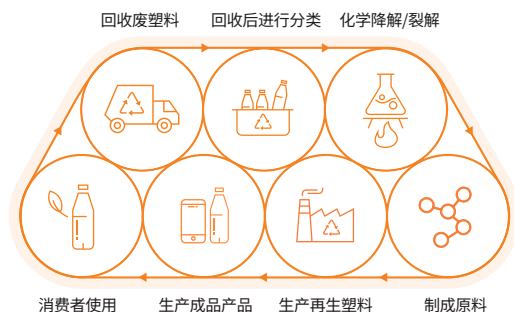 回收废塑料
回收后进行分类
化学降解/裂解
消费者使用
生产成品产品
生产再生塑料
制成原料